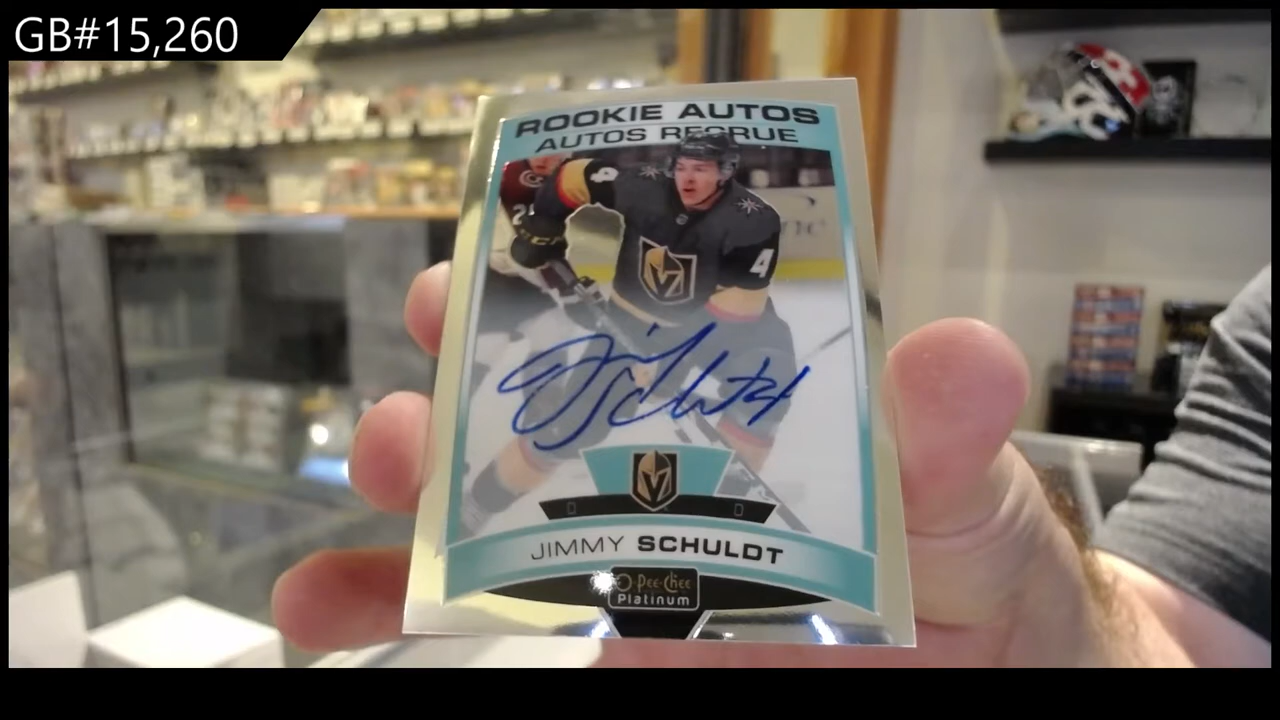 GB#15,260
ROOKIE AUTOS
AUTOS RECRUE
4
4
JIMMY SCHULDT
O-Pee-Chee
Platinum